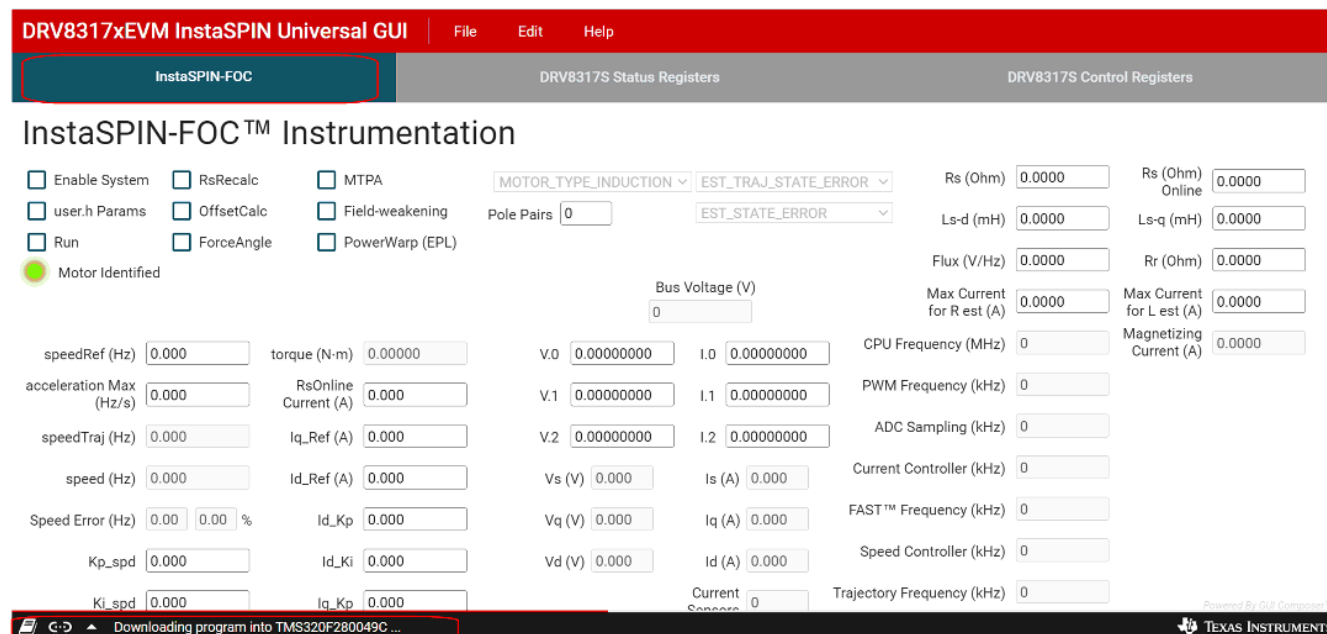 DRV8317xEVM InstaSPIN Universal GUI File Edit Help
InstaSPIN-FOC DRV8317S Status Registers DRV8317S Control Registers
InstaSPIN-FOC™ Instrumentation
Enable System RsRecalc MTPA MOTOR_TYPE_INDUCTION EST_TRAJ_STATE_ERROR Rs (Ohm) 0.0000 Rs (Ohm) Online 0.0000
user.h Params OffsetCalc Field-weakening Pole Pairs 0 EST_STATE_ERROR Ls-d (mH) 0.0000 Ls-q (mH) 0.0000
Run ForceAngle PowerWarp (EPL)
Motor Identified Flux (V/Hz) 0.0000 Rr (Ohm) 0.0000
Bus Voltage (V)
0 Max Current for R est (A) 0.0000 Max Current for L est (A) 0.0000
speedRef (Hz) 0.000 torque (N·m) 0.00000 V.0 0.00000000 I.0 0.00000000 CPU Frequency (MHz) 0 Magnetizing Current (A) 0.0000
acceleration Max (Hz/s) 0.000 RsOnline Current (A) 0.000 V.1 0.00000000 I.1 0.00000000 PWM Frequency (kHz) 0
speedTraj (Hz) 0.000 Iq_Ref (A) 0.000 V.2 0.00000000 I.2 0.00000000 ADC Sampling (kHz) 0
speed (Hz) 0.000 Id_Ref (A) 0.000 Vs (V) 0.000 Is (A) 0.000 Current Controller (kHz) 0
Speed Error (Hz) 0.00 0.00 % Id_Kp 0.000 Vq (V) 0.000 Iq (A) 0.000 FAST™ Frequency (kHz) 0
Kp_spd 0.000 Id_Ki 0.000 Vd (V) 0.000 Id (A) 0.000 Speed Controller (kHz) 0
Ki_spd 0.000 Iq_Kp 0.000 Current Sensors 0 Trajectory Frequency (kHz) 0
Powered By GUI Composer
Downloading program into TMS320F280049C ... TEXAS INSTRUMENTS